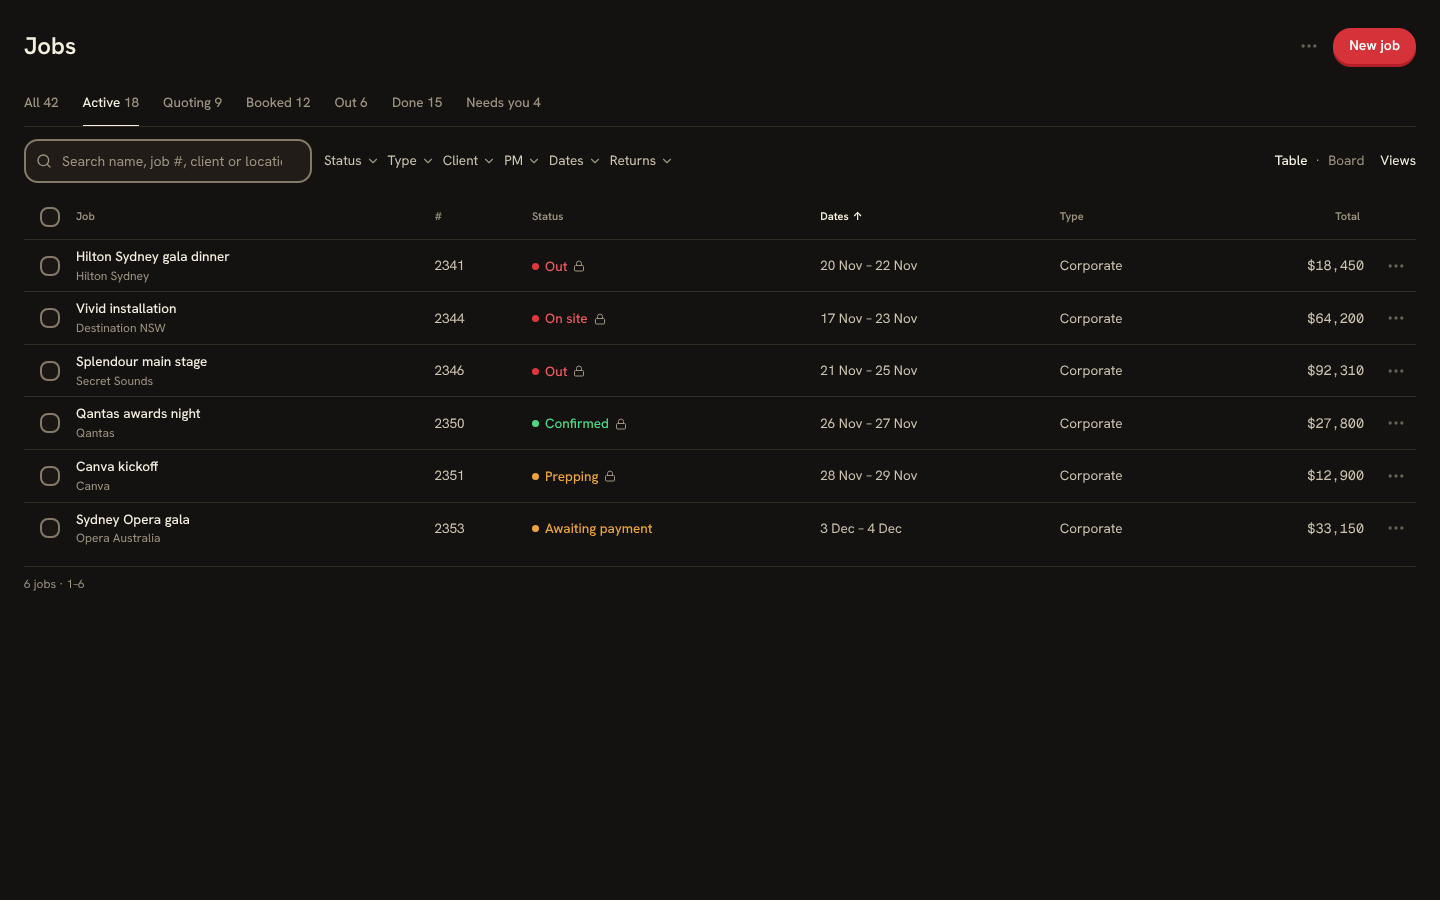 Jobs
New job
All 42 Active 18 Quoting 9 Booked 12 Out 6 Done 15 Needs you 4
Search name, job #, client or locati
Status Type Client PM Dates Returns
Table · Board Views
Job # Status Dates ↑ Type Total
Hilton Sydney gala dinner
Hilton Sydney
2341 Out 20 Nov – 22 Nov Corporate $18,450
Vivid installation
Destination NSW
2344 On site 17 Nov – 23 Nov Corporate $64,200
Splendour main stage
Secret Sounds
2346 Out 21 Nov – 25 Nov Corporate $92,310
Qantas awards night
Qantas
2350 Confirmed 26 Nov – 27 Nov Corporate $27,800
Canva kickoff
Canva
2351 Prepping 28 Nov – 29 Nov Corporate $12,900
Sydney Opera gala
Opera Australia
2353 Awaiting payment 3 Dec – 4 Dec Corporate $33,150
6 jobs · 1–6